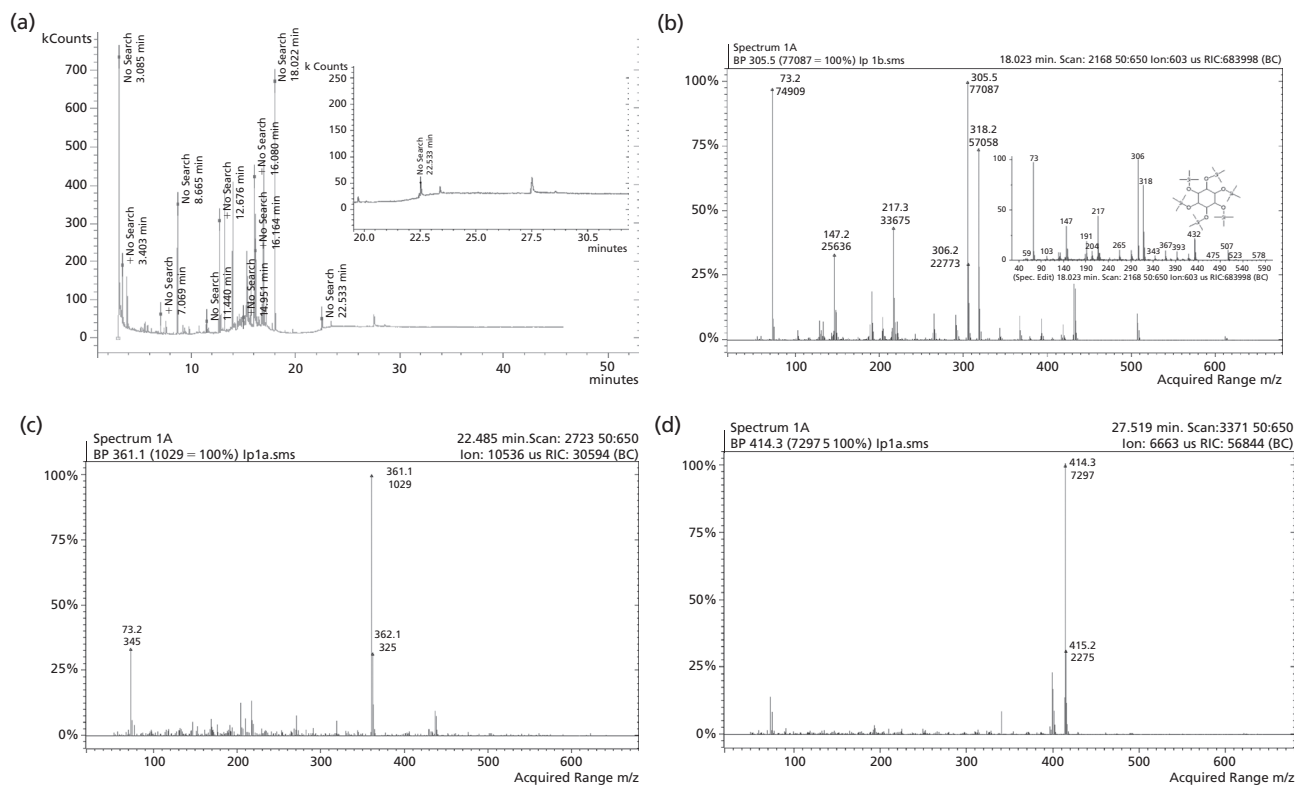 (a)
kCounts
700
600
500
400
300
200
100
0
No Search
3.085 min
+No Search
3.403 min
+No Search
7.069 min
No Search
8.665 min
No Search
11.440 min
+No Search
12.676 min
+No Search
14.951 min
+No Search
16.080 min
+No Search
16.164 min
No Search
18.022 min
No Search
22.533 min
10
20
30
40
50
minutes
k Counts
250
200
150
100
50
0
No Search
22.533 min
20.0
22.5
25.0
27.5
30.5
minutes
(b)
Spectrum 1A
BP 305.5 (77087 = 100%) Ip 1b.sms
18.023 min. Scan: 2168 50:650 Ion:603 us RIC:683998 (BC)
100%
75%
50%
25%
0%
73.2
74909
147.2
25636
217.3
33675
305.5
77087
318.2
57058
306.2
22773
100
200
300
400
500
600
Acquired Range m/z
100
50
0
59
73
103
147
191
204
217
265
306
318
343
367
393
432
475
507
523
578
40
90
140
190
240
290
340
390
440
490
540
590
(Spec. Edit) 18.023 min. Scan: 2168 50:650 Ion:603 us RIC:683998 (BC)
(c)
Spectrum 1A
BP 361.1 (1029 = 100%) Ip1a.sms
22.485 min.Scan: 2723 50:650
Ion: 10536 us RIC: 30594 (BC)
100%
75%
50%
25%
0%
73.2
345
361.1
1029
362.1
325
100
200
300
400
500
600
Acquired Range m/z
(d)
Spectrum 1A
BP 414.3 (7297 5 100%) Ip1a.sms
27.519 min. Scan:3371 50:650
Ion: 6663 us RIC: 56844 (BC)
100%
75%
50%
25%
0%
414.3
7297
415.2
2275
100
200
300
400
500
600
Acquired Range m/z